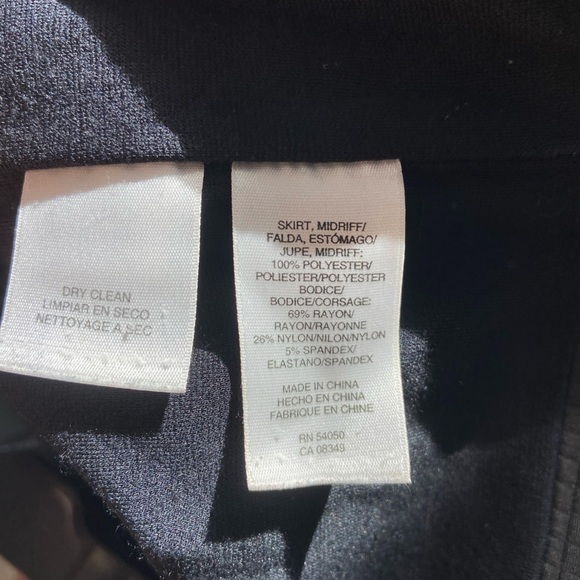 DRY CLEAN
LIMPIAR EN SECO
NETTOYAGE A SEC
SKIRT, MIDRIFF/
FALDA, ESTÓMAGO/
JUPE, MIDRIFF:
100% POLYESTER/
POLIESTER/POLYESTER
BODICE/
BODICE/CORSAGE:
69% RAYON/
RAYON/RAYONNE
26% NYLON/NILON/NYLON
5% SPANDEX/
ELASTANO/SPANDEX
MADE IN CHINA
HECHO EN CHINA
FABRIQUE EN CHINE
RN 54050
CA 08349